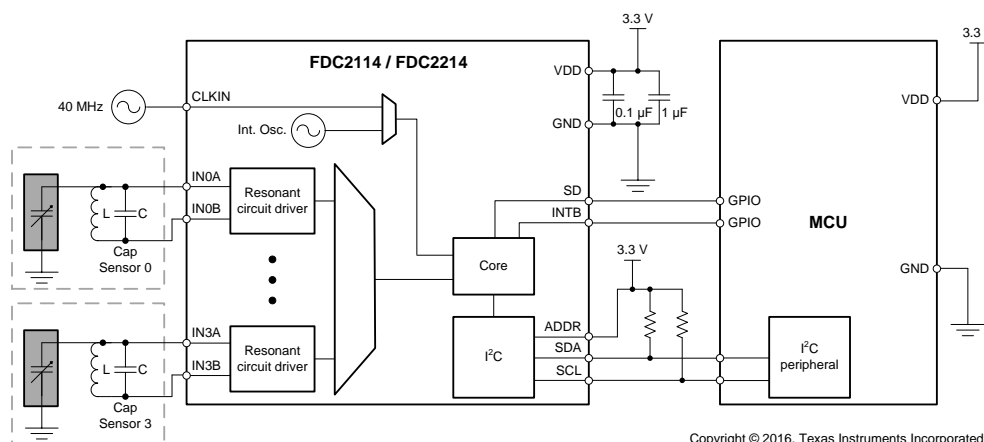 3.3 V
3.3
FDC2114 / FDC2214
VDD
CLKIN
40 MHz
VDD
0.1 µF
1 µF
Int. Osc.
GND
IN0A
SD
GPIO
Resonant
circuit driver
L
C
IN0B
INTB
GPIO
MCU
Cap
Sensor 0
3.3 V
Core
GND
ADDR
IN3A
I²C
SDA
I²C
peripheral
Resonant
circuit driver
L
C
IN3B
SCL
Cap
Sensor 3
Copyright © 2016, Texas Instruments Incorporated